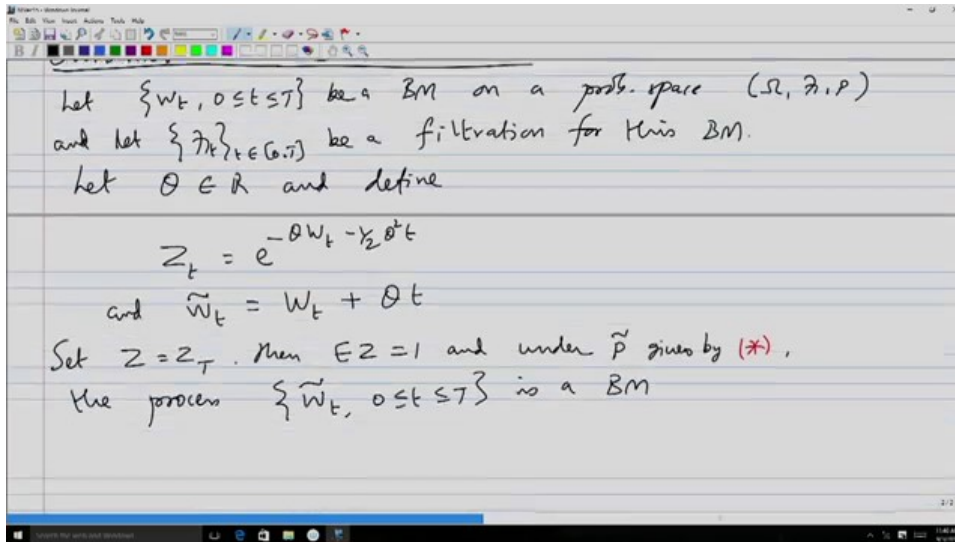 Let {W_t, 0 ≤ t ≤ T} be a BM on a prob. space (Ω, ℱ, P)
and let {ℱ_t}_{t ∈ [0,T]} be a filtration for this BM.
Let θ ∈ ℝ and define
Z_t = e^{-θW_t - ½θ²t}
and W̃_t = W_t + θt
Set Z = Z_T. Then EZ = 1 and under P̃ given by (*),
the process {W̃_t, 0 ≤ t ≤ T} is a BM
2/2